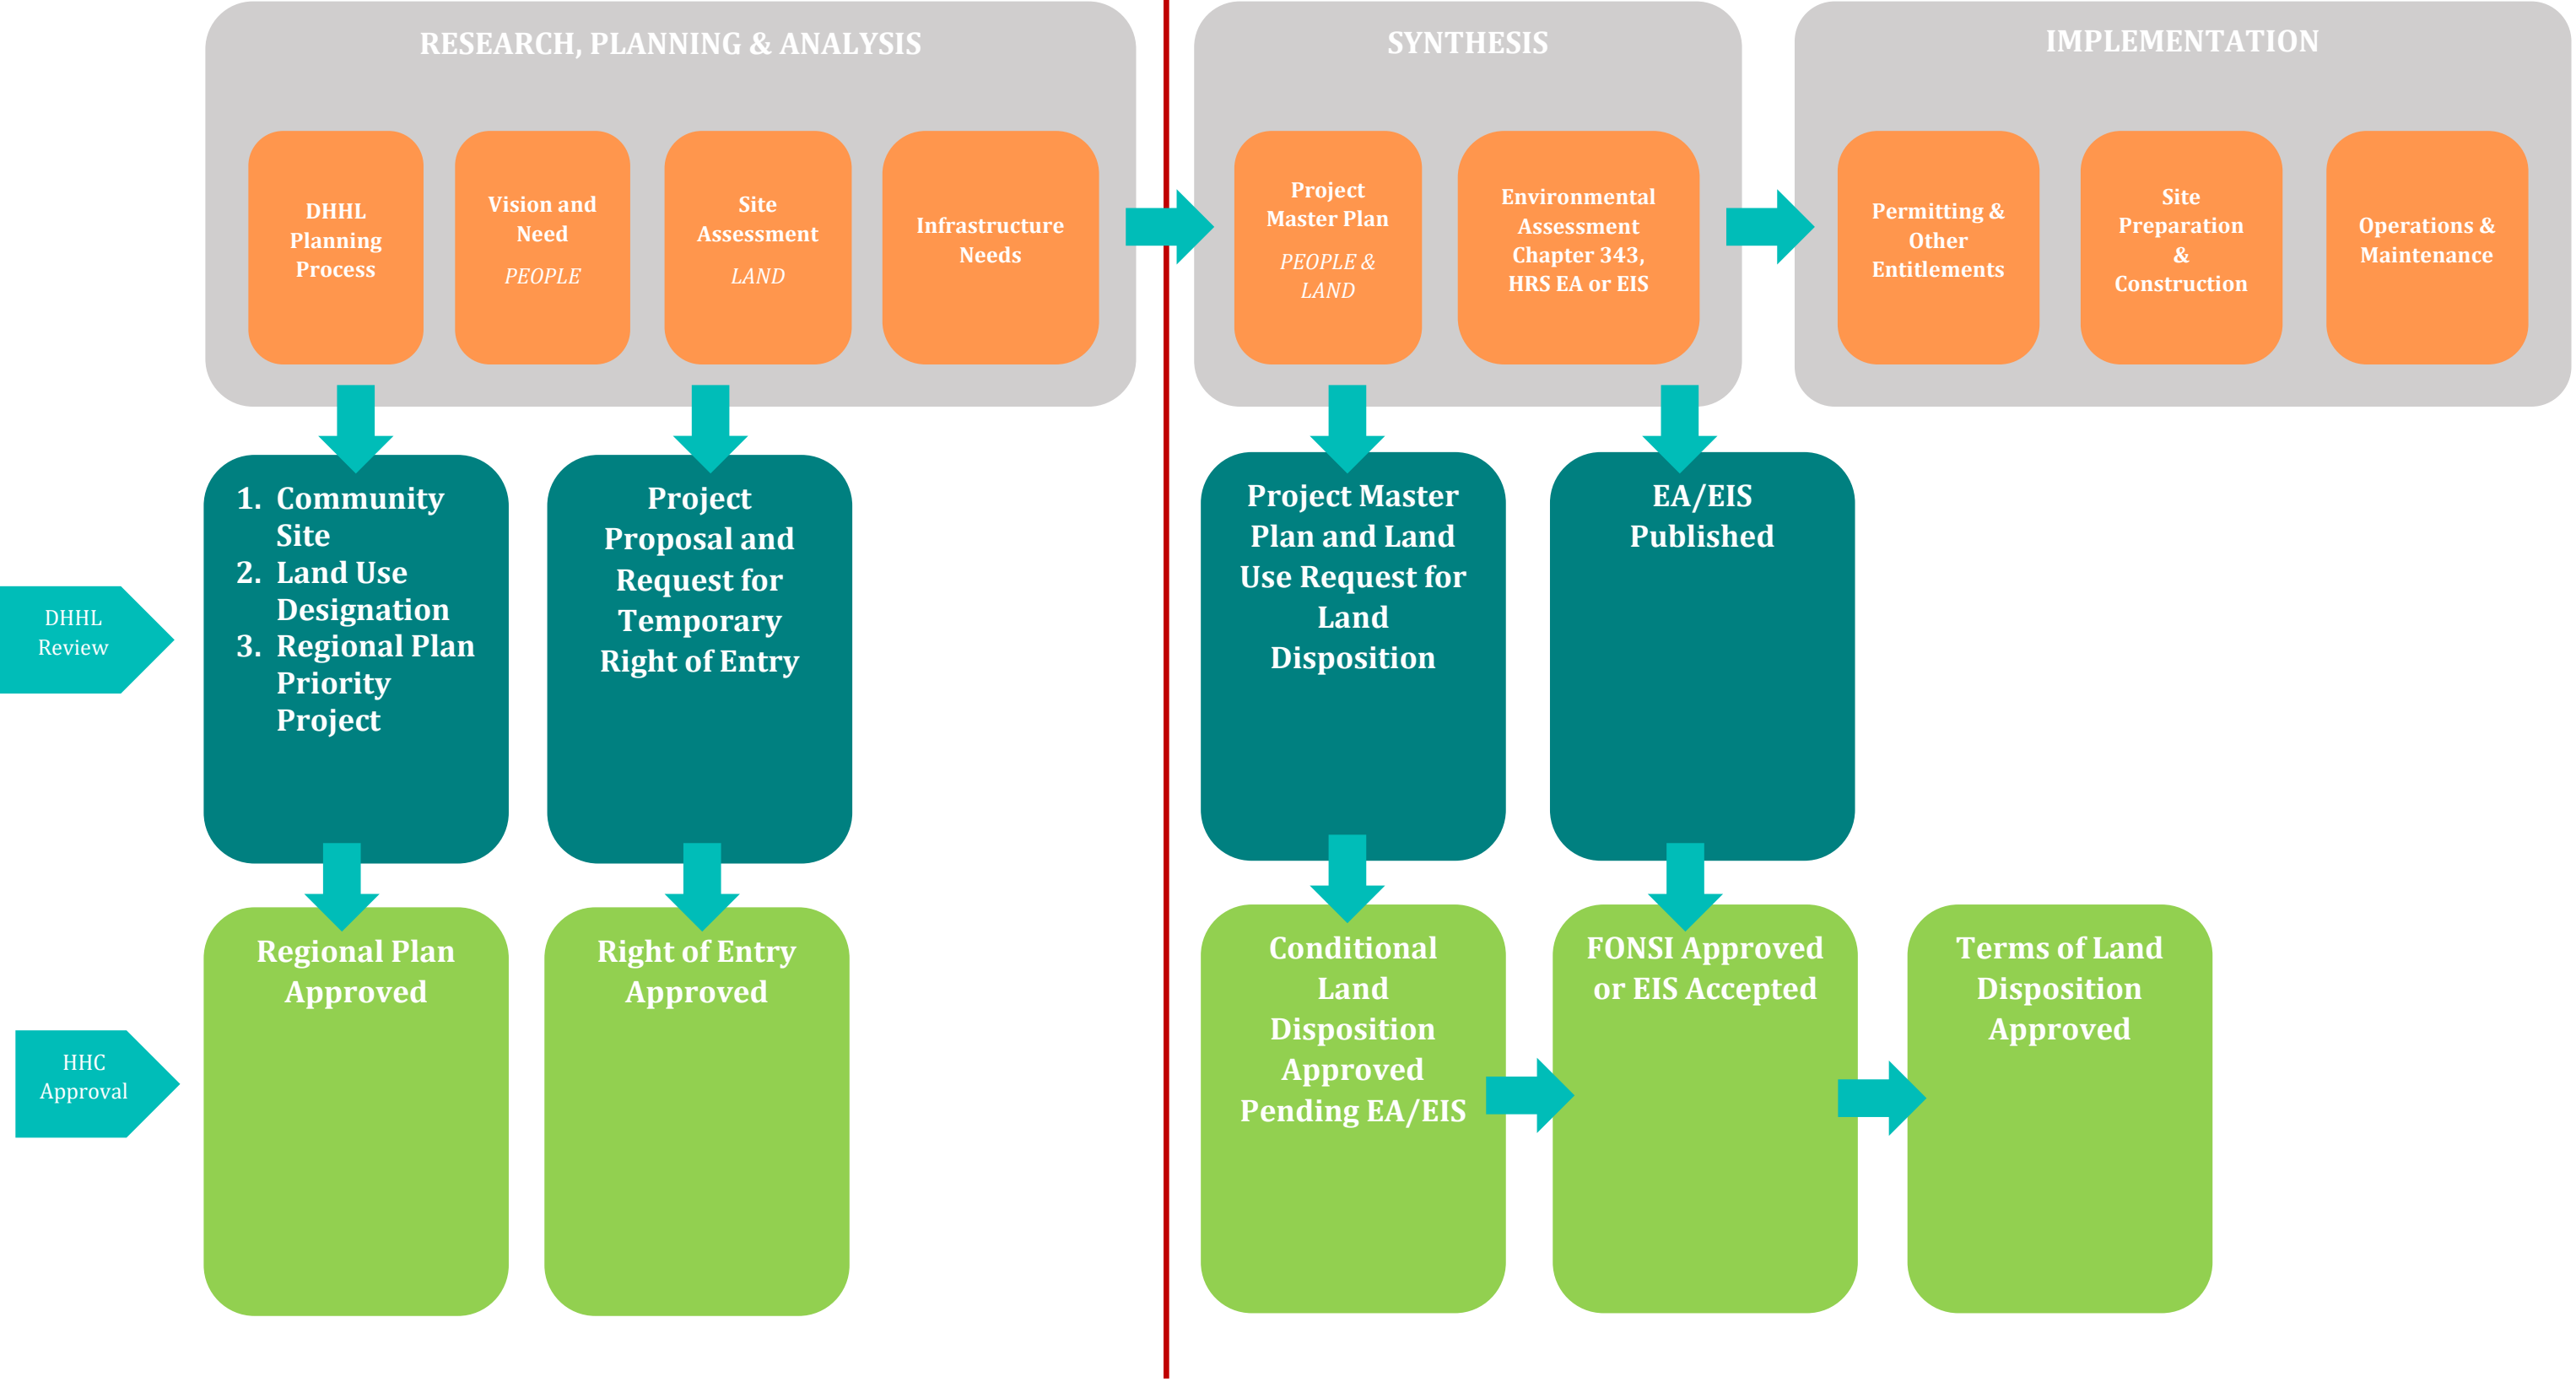 RESEARCH, PLANNING & ANALYSIS
DHHL
Planning
Process
Vision and
Need
PEOPLE
Site
Assessment
LAND
Infrastructure
Needs
SYNTHESIS
Project
Master Plan
PEOPLE &
LAND
Environmental
Assessment
Chapter 343,
HRS EA or EIS
IMPLEMENTATION
Permitting &
Other
Entitlements
Site
Preparation
&
Construction
Operations &
Maintenance
DHHL
Review
1. Community
Site
2. Land Use
Designation
3. Regional Plan
Priority
Project
Project
Proposal and
Request for
Temporary
Right of Entry
Project Master
Plan and Land
Use Request for
Land
Disposition
EA/EIS
Published
HHC
Approval
Regional Plan
Approved
Right of Entry
Approved
Conditional
Land
Disposition
Approved
Pending EA/EIS
FONSI Approved
or EIS Accepted
Terms of Land
Disposition
Approved